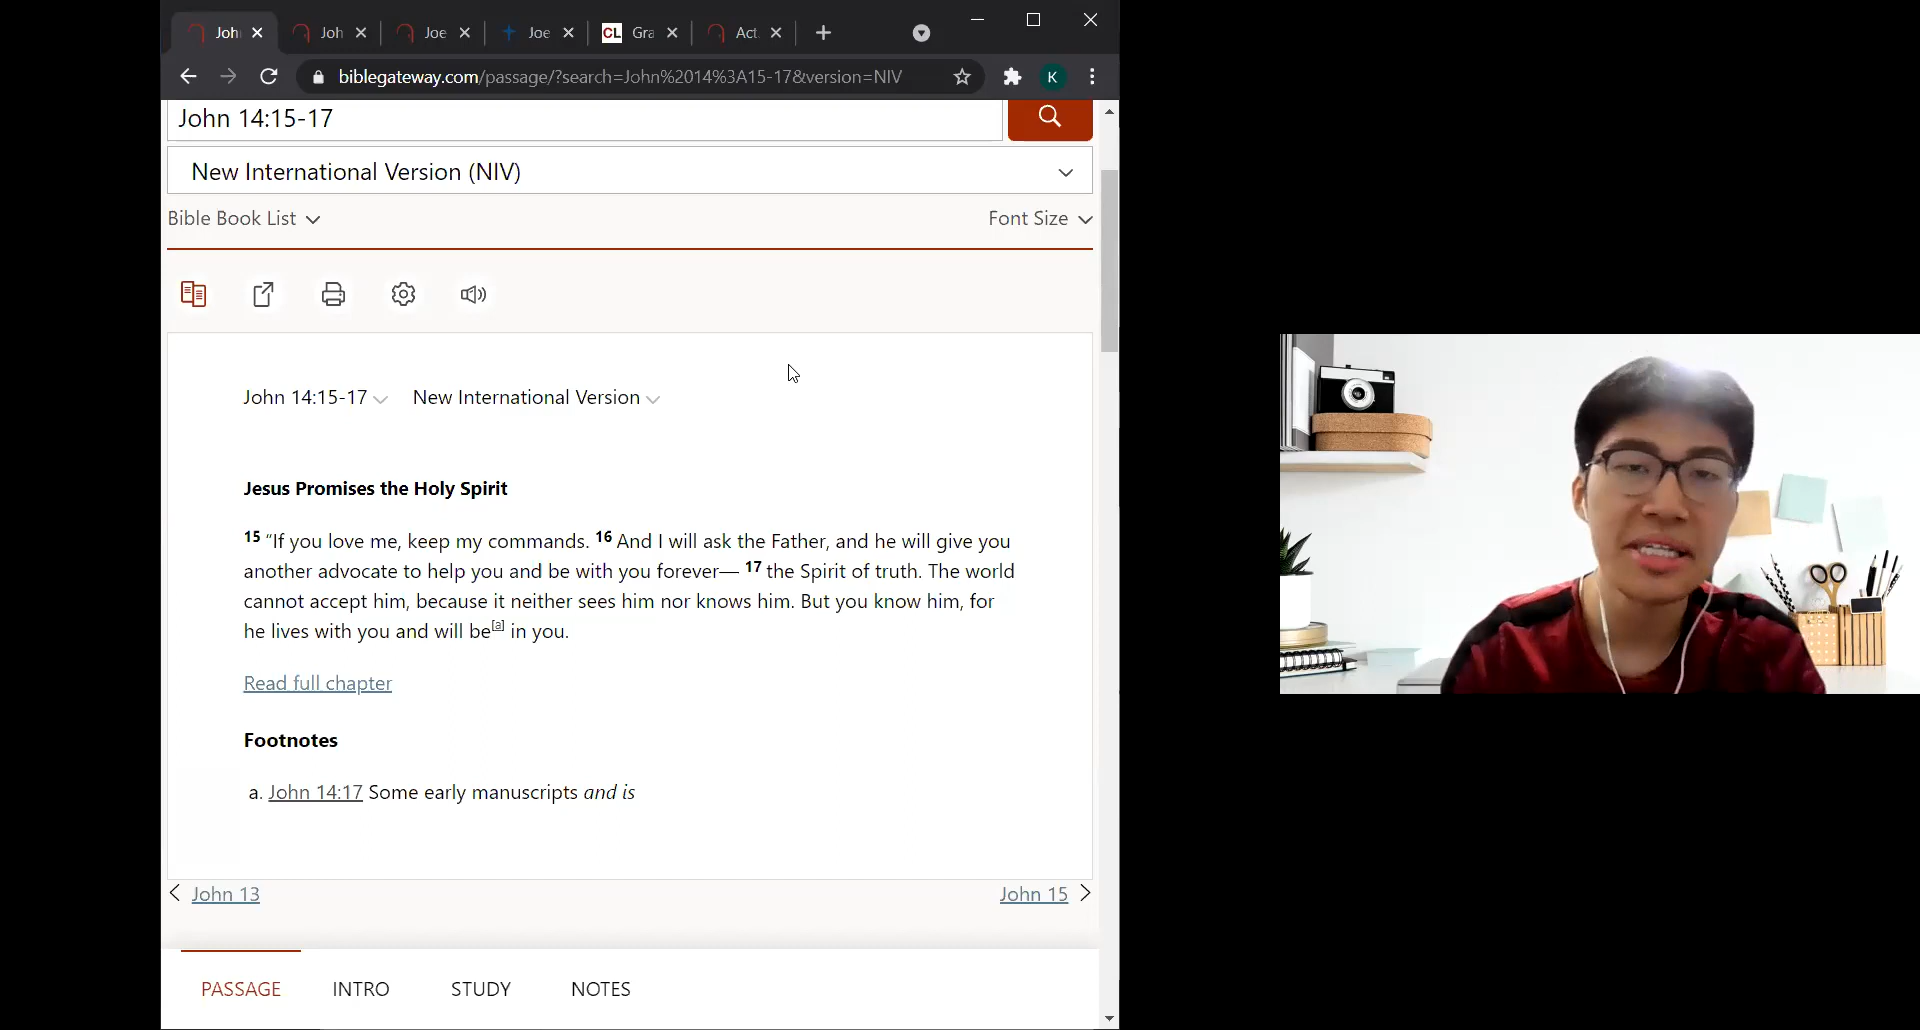 Joh
Joh
Joe
Joe
CL Gra
Act
biblegateway.com/passage/?search=John%2014%3A15-17&version=NIV
K
John 14:15-17
New International Version (NIV)
Bible Book List
Font Size
John 14:15-17
New International Version
Jesus Promises the Holy Spirit
15 “If you love me, keep my commands. 16 And I will ask the Father, and he will give you
another advocate to help you and be with you forever— 17 the Spirit of truth. The world
cannot accept him, because it neither sees him nor knows him. But you know him, for
he lives with you and will be[a] in you.
Read full chapter
Footnotes
a. John 14:17 Some early manuscripts and is
John 13
John 15
PASSAGE INTRO STUDY NOTES